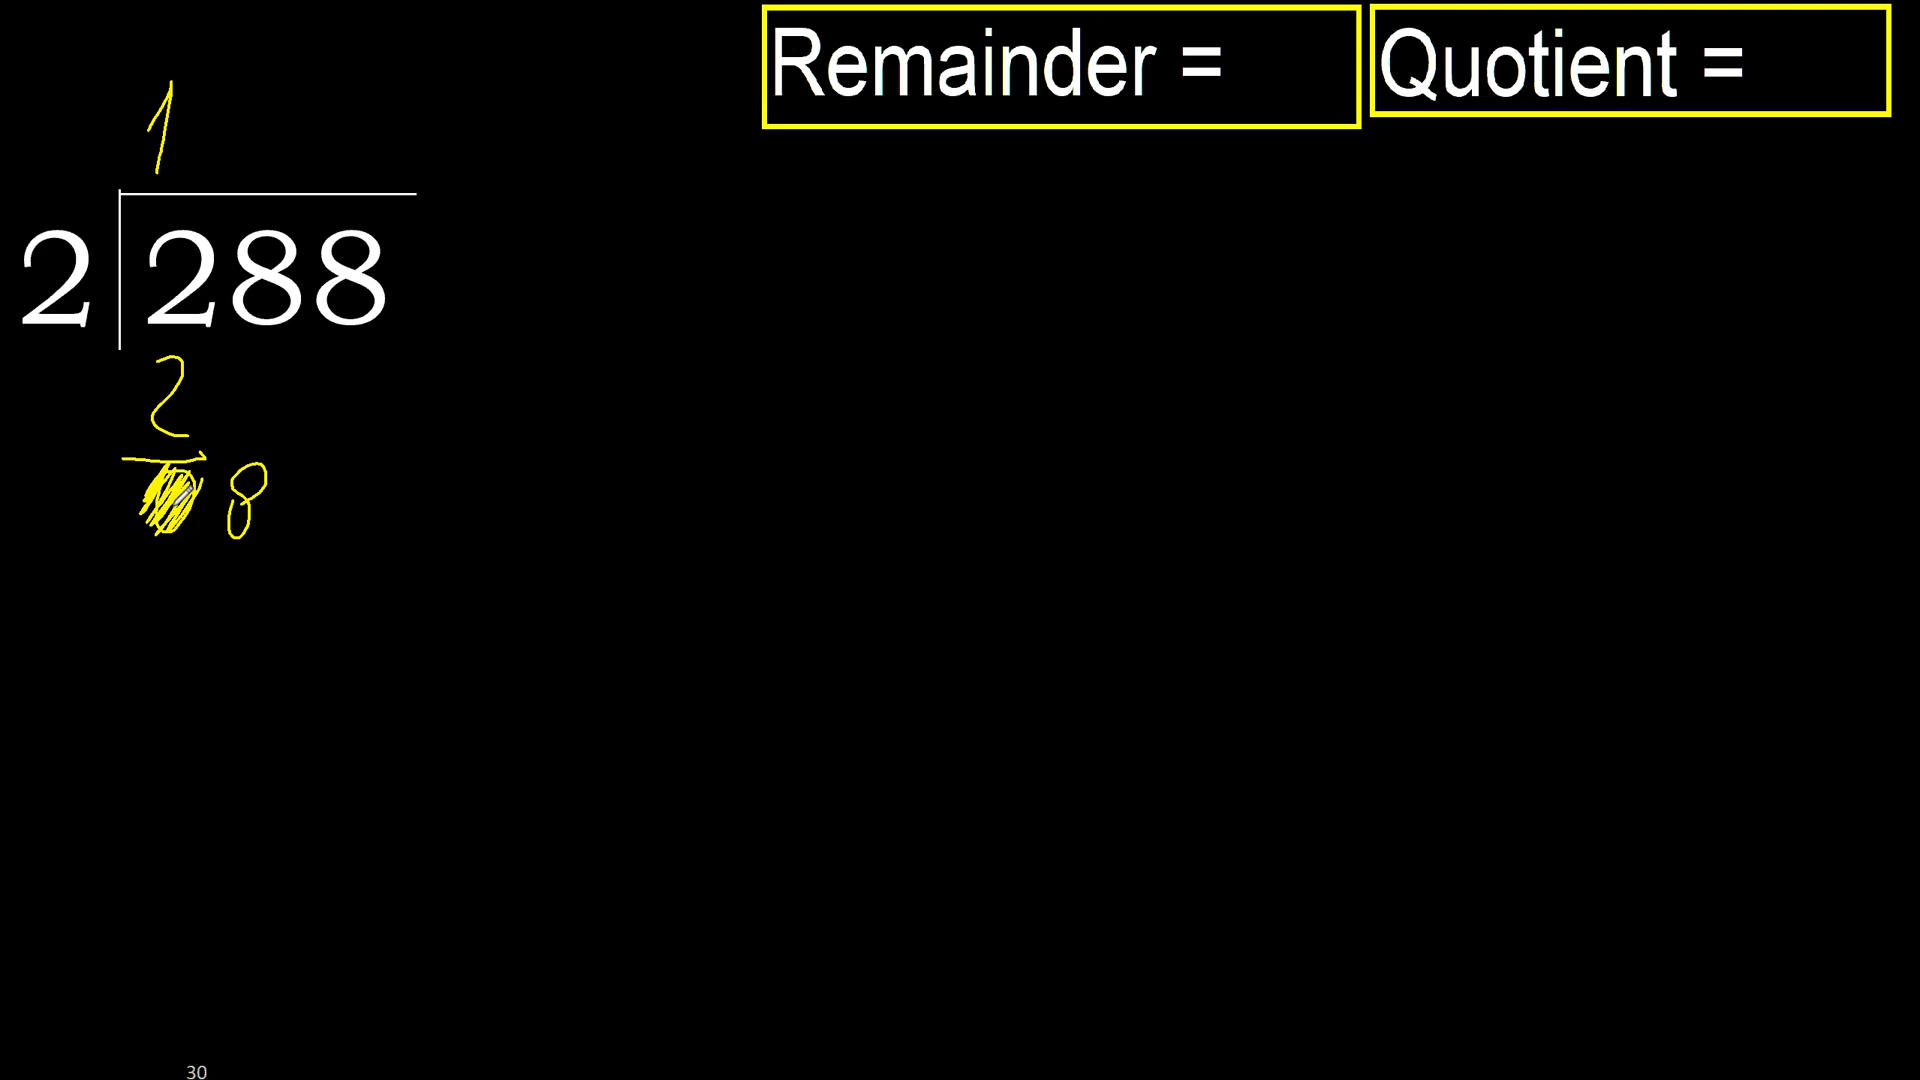 Remainder =
Quotient =
1
2 288
2
8
30